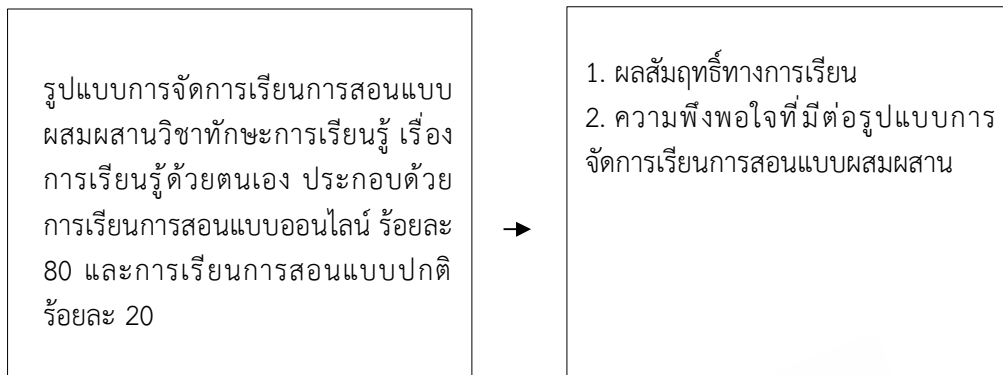 รูปแบบการจัดการเรียนการสอนแบบ
ผสมผสานวิชาทักษะการเรียนรู้ เรื่อง
การเรียนรู้ด้วยตนเอง ประกอบด้วย
การเรียนการสอนแบบออนไลน์ ร้อยละ
80 และการเรียนการสอนแบบปกติ
ร้อยละ 20
1. ผลสัมฤทธิ์ทางการเรียน
2. ความพึงพอใจที่มีต่อรูปแบบการ
จัดการเรียนการสอนแบบผสมผสาน